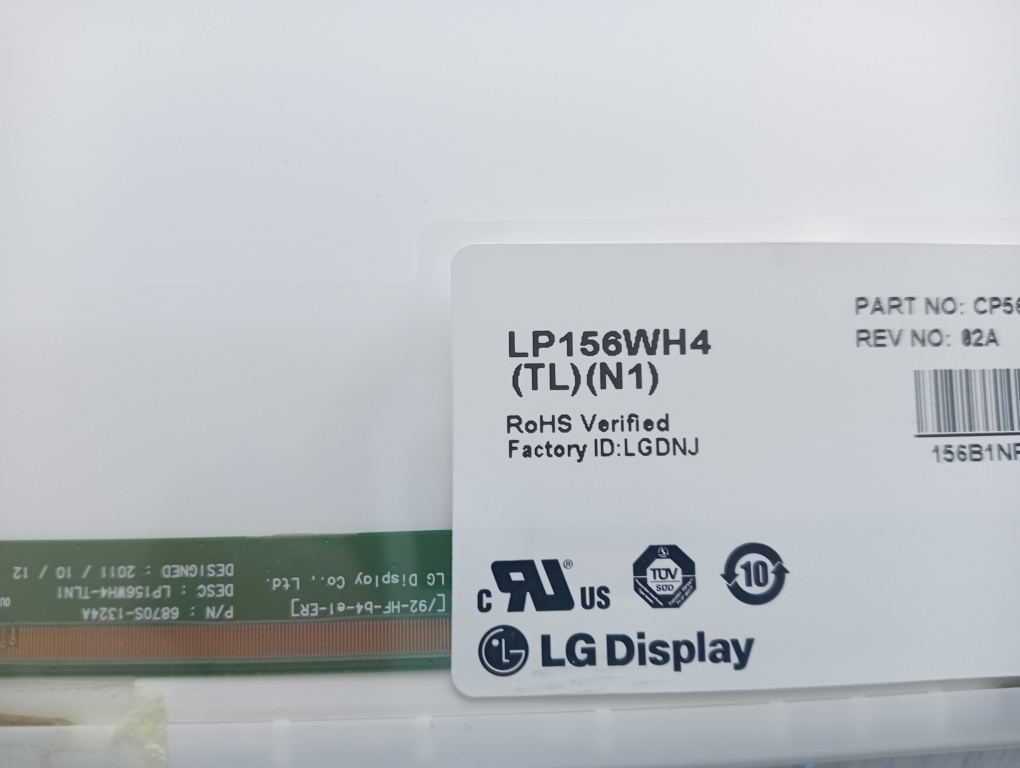 LP156WH4
(TL)(N1)
RoHS Verified
Factory ID:LGDNJ
PART NO: CP56
REV NO: 02A
156B1NF
c RU ® US
TÜV
SÜD
10
LG Display
LG Display Co., Ltd.
[/92-HF-b4-e1-ER]
P/N : 6870S-1324A
DESC : LP156WH4-TLN1
DESIGNED : 2011 / 10 / 12